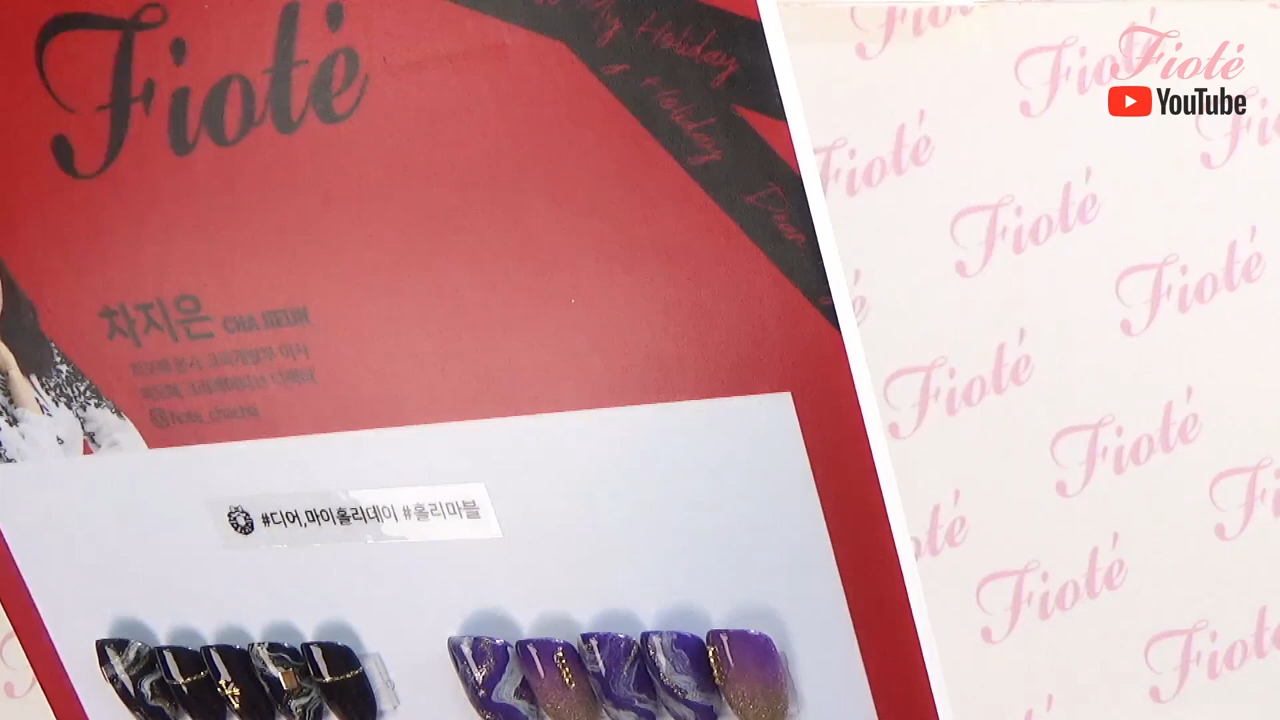 Fioté
My Holiday
Holiday
Dear
차지은 CHA JIEUN
#디어,마이홀리데이 #홀리마블
Fioté
YouTube
Fioté
Fioté
Fioté
Fioté
Fioté
Fioté
Fioté
Fioté